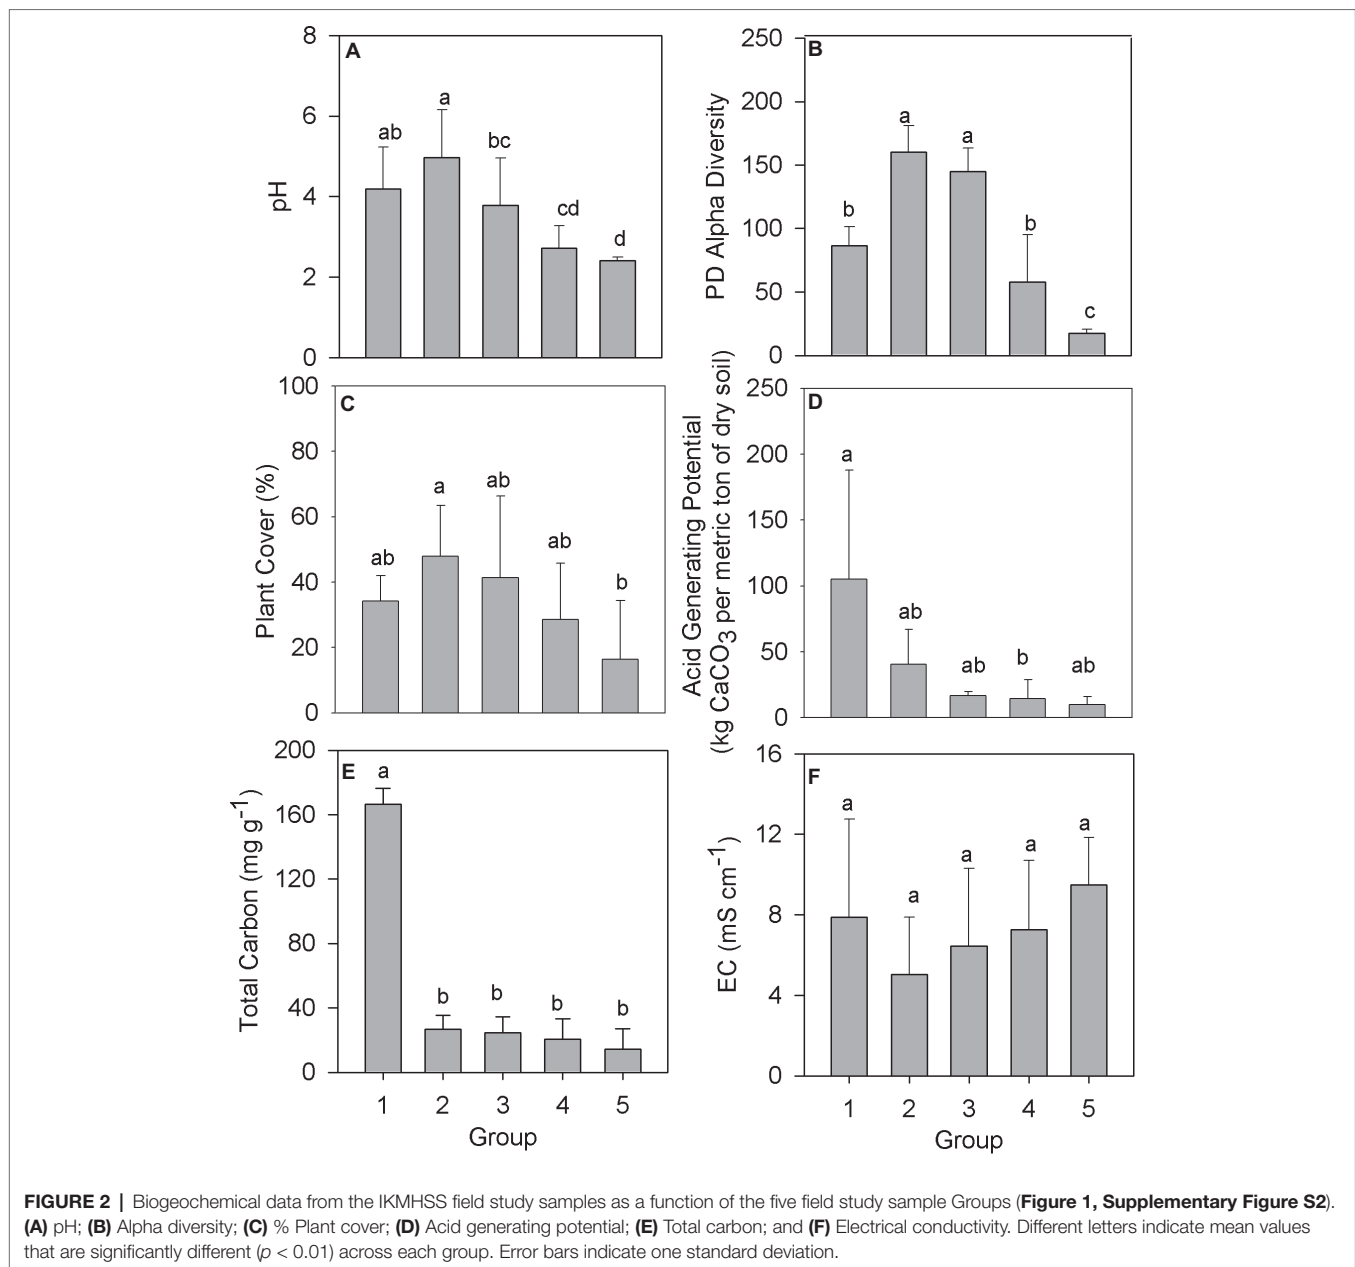 A
pH
8
6
4
2
0
ab
a
bc
cd
d
B
PD Alpha Diversity
250
200
150
100
50
0
b
a
a
b
c
C
Plant Cover (%)
100
80
60
40
20
0
ab
a
ab
ab
b
D
Acid Generating Potential
(kg CaCO3 per metric ton of dry soil)
250
200
150
100
50
0
a
ab
ab
b
ab
E
Total Carbon (mg g-1)
200
160
120
80
40
0
a
b
b
b
b
1 2 3 4 5
Group
F
EC (mS cm-1)
16
12
8
4
0
a
a
a
a
a
1 2 3 4 5
Group
FIGURE 2 | Biogeochemical data from the IKMHSS field study samples as a function of the five field study sample Groups (Figure 1, Supplementary Figure S2).
(A) pH; (B) Alpha diversity; (C) % Plant cover; (D) Acid generating potential; (E) Total carbon; and (F) Electrical conductivity. Different letters indicate mean values
that are significantly different (p < 0.01) across each group. Error bars indicate one standard deviation.